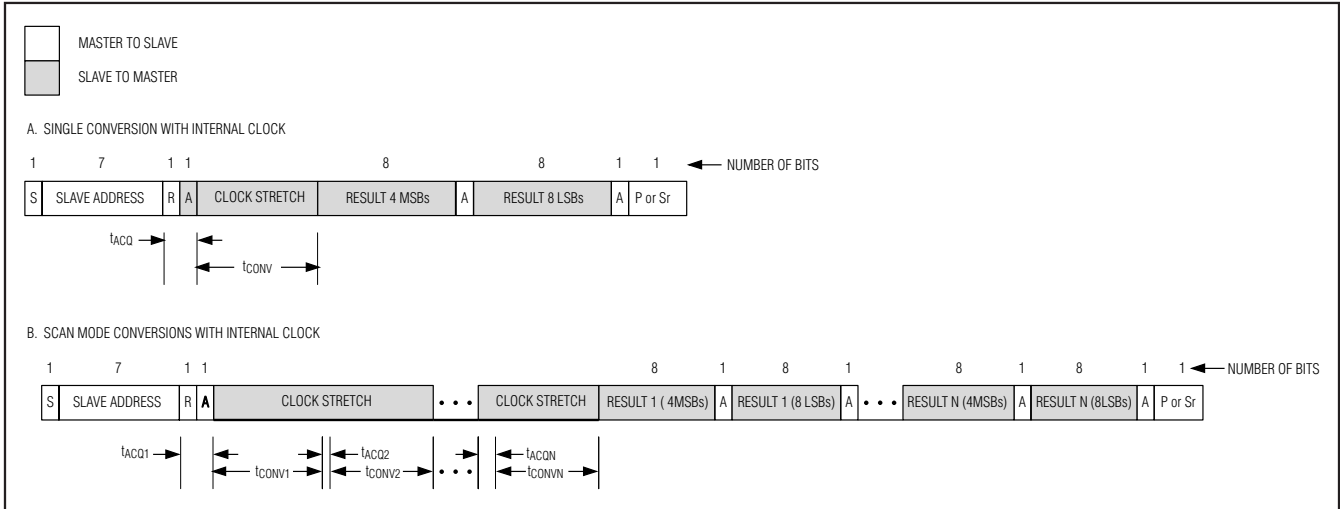 MASTER TO SLAVE
SLAVE TO MASTER
A. SINGLE CONVERSION WITH INTERNAL CLOCK
1 7 1 1 8 8 1 1 NUMBER OF BITS
S SLAVE ADDRESS R A CLOCK STRETCH RESULT 4 MSBs A RESULT 8 LSBs A P or Sr
tACQ
tCONV
B. SCAN MODE CONVERSIONS WITH INTERNAL CLOCK
1 7 1 1 8 1 8 1 8 1 8 1 1 NUMBER OF BITS
S SLAVE ADDRESS R A CLOCK STRETCH • • • CLOCK STRETCH RESULT 1 ( 4MSBs) A RESULT 1 (8 LSBs) A • • • RESULT N (4MSBs) A RESULT N (8LSBs) A P or Sr
tACQ1 tACQ2 tACQN
tCONV1 tCONV2 • • • tCONVN